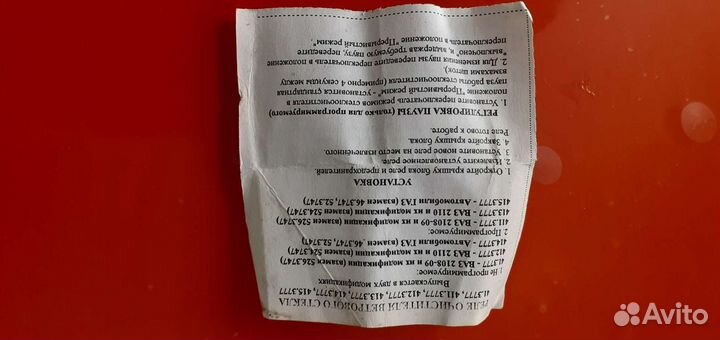 РЕЛЕ ОЧИСТИТЕЛЯ ВЕТРОВОГО СТЕКЛА
41.3777, 411.3777, 412.3777, 413.3777, 414.3777, 415.3777
Выпускается в двух модификациях
1. Не программируемое:
41.3777 - ВАЗ 2108-09 и их модификации (взамен 526.3747)
412.3777 - ВАЗ 2110 и их модификации (взамен 524.3747)
414.3777 - Автомобили ГАЗ (взамен 46.3747, 52.3747)
2. Программируемое:
411.3777 - ВАЗ 2108-09 и их модификации (взамен 526.3747)
413.3777 - ВАЗ 2110 и их модификации (взамен 524.3747)
415.3777 - Автомобили ГАЗ (взамен 46.3747, 52.3747)
УСТАНОВКА
1. Откройте крышку блока реле и предохранителей.
2. Извлеките установленное реле.
3. Установите новое реле на место извлеченного.
4. Закройте крышку блока.
Реле готово к работе.
РЕГУЛИРОВКА ПАУЗЫ (только для программируемого)
1. Установите переключатель режимов стеклоочистителя в
положение "Прерывистый режим" - установится стандартная
пауза работы стеклоочистителя (примерно 4 секунды между
взмахами щеток).
2. Для изменения паузы переведите переключатель в положение
"выключено", и, выдержав требуемую паузу, переведите
переключатель в положение "Прерывистый режим".
Avito